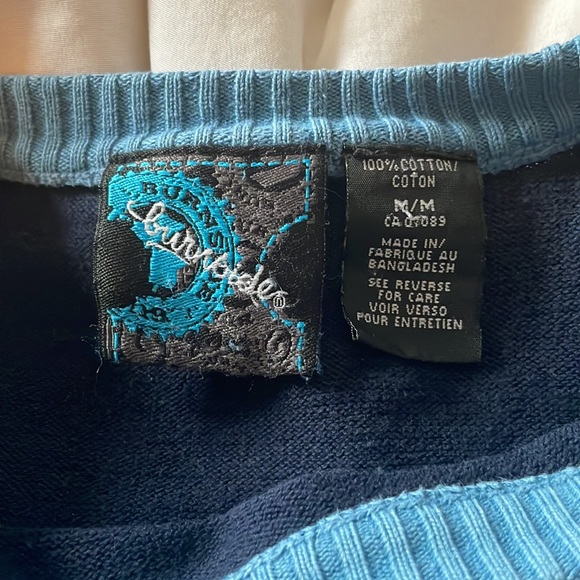 BURNS
burnside®
100% COTTON/
COTON
M/M
CA 07089
MADE IN/
FABRIQUE AU
BANGLADESH
SEE REVERSE
FOR CARE
VOIR VERSO
POUR ENTRETIEN